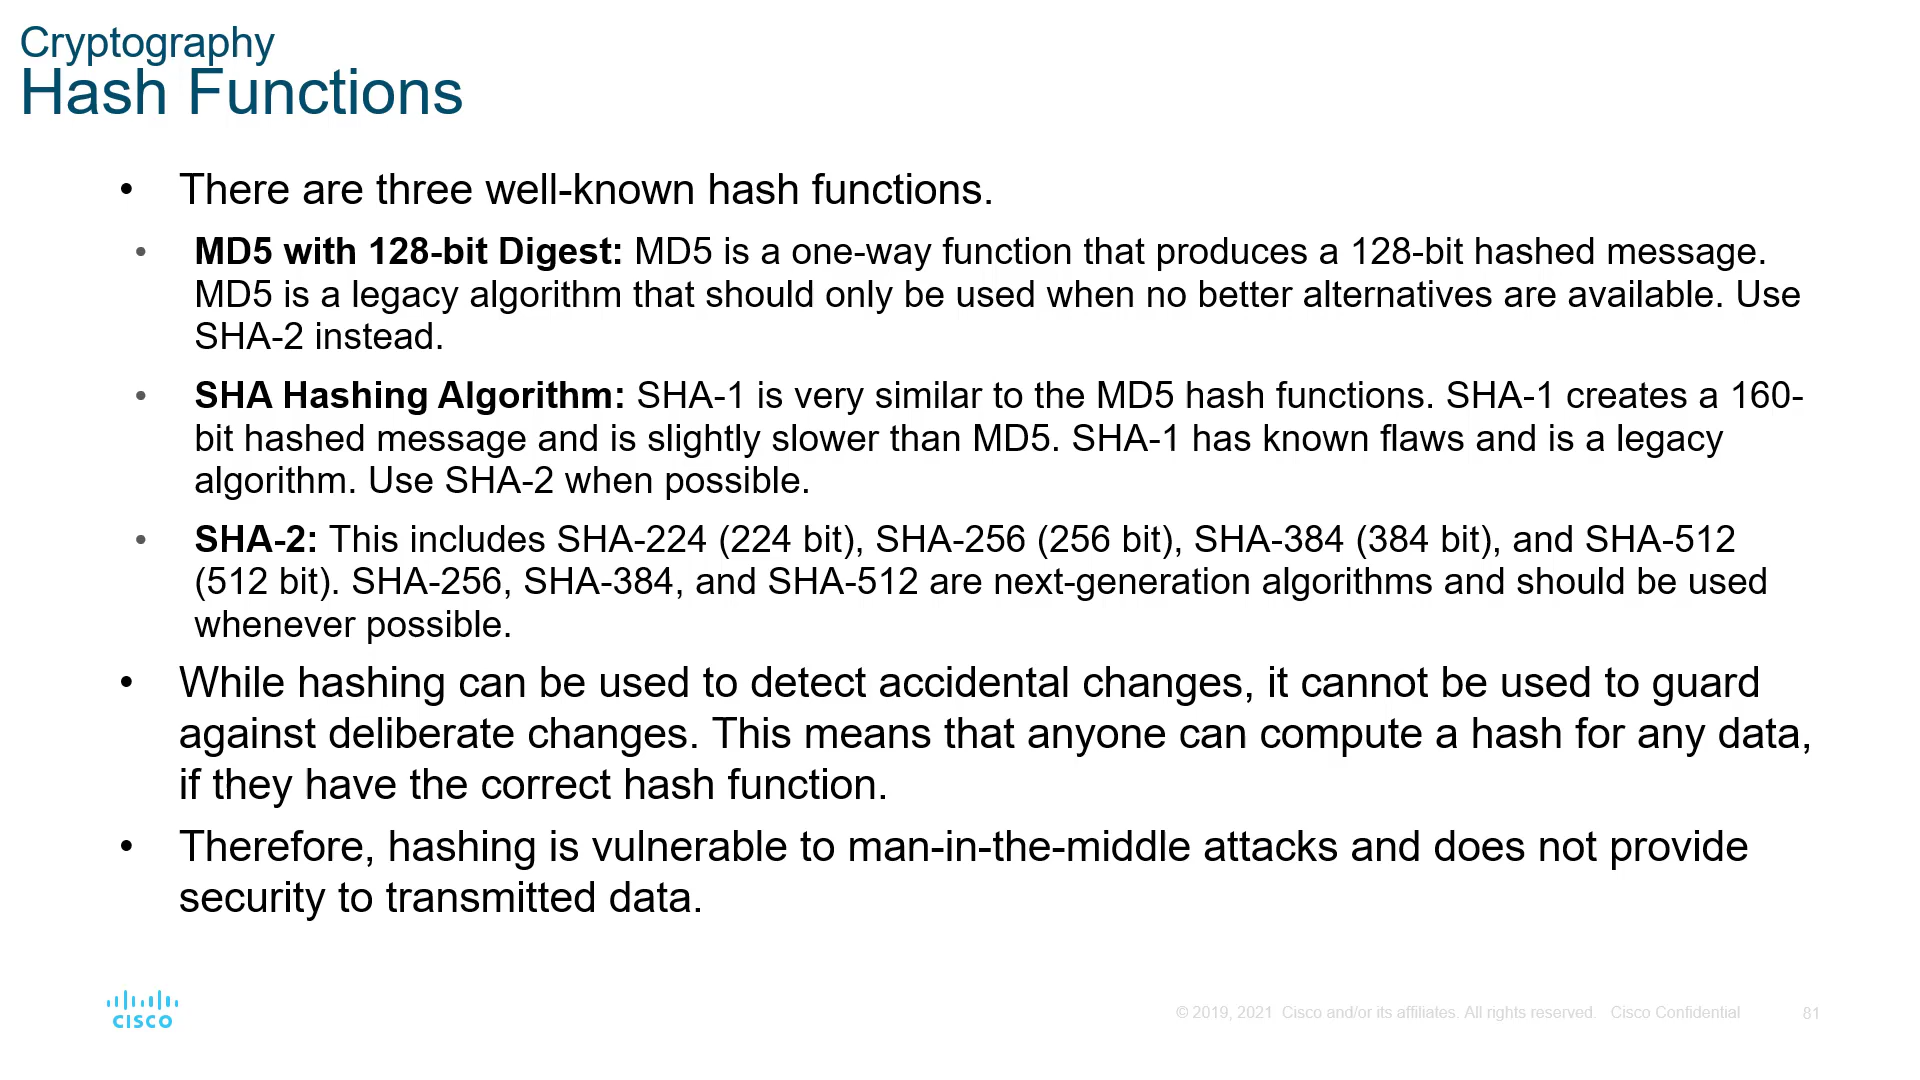 Cryptography
Hash Functions
• There are three well-known hash functions.
• MD5 with 128-bit Digest: MD5 is a one-way function that produces a 128-bit hashed message.
MD5 is a legacy algorithm that should only be used when no better alternatives are available. Use
SHA-2 instead.
• SHA Hashing Algorithm: SHA-1 is very similar to the MD5 hash functions. SHA-1 creates a 160-
bit hashed message and is slightly slower than MD5. SHA-1 has known flaws and is a legacy
algorithm. Use SHA-2 when possible.
• SHA-2: This includes SHA-224 (224 bit), SHA-256 (256 bit), SHA-384 (384 bit), and SHA-512
(512 bit). SHA-256, SHA-384, and SHA-512 are next-generation algorithms and should be used
whenever possible.
• While hashing can be used to detect accidental changes, it cannot be used to guard
against deliberate changes. This means that anyone can compute a hash for any data,
if they have the correct hash function.
• Therefore, hashing is vulnerable to man-in-the-middle attacks and does not provide
security to transmitted data.
CISCO
© 2019, 2021 Cisco and/or its affiliates. All rights reserved. Cisco Confidential 81